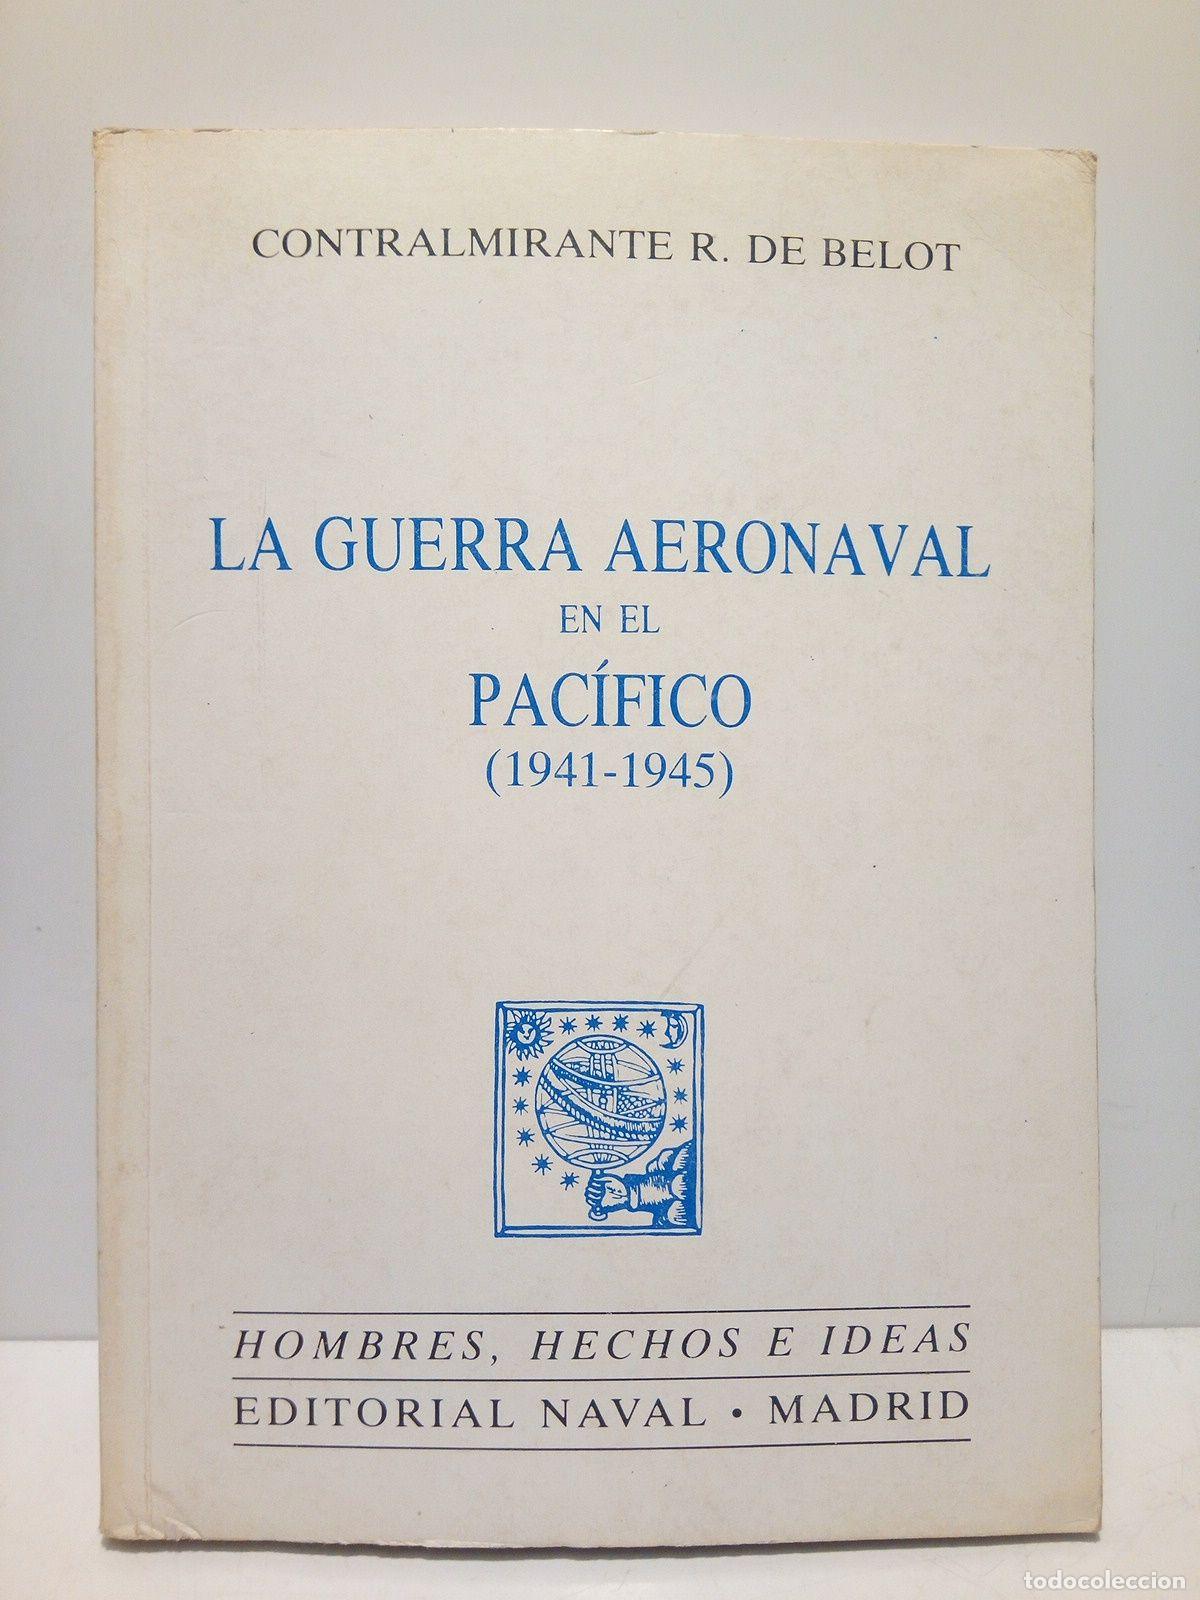 CONTRALMIRANTE R. DE BELOT
LA GUERRA AERONAVAL
EN EL
PACÍFICO
(1941-1945)
HOMBRES, HECHOS E IDEAS
EDITORIAL NAVAL • MADRID
todocoleccion